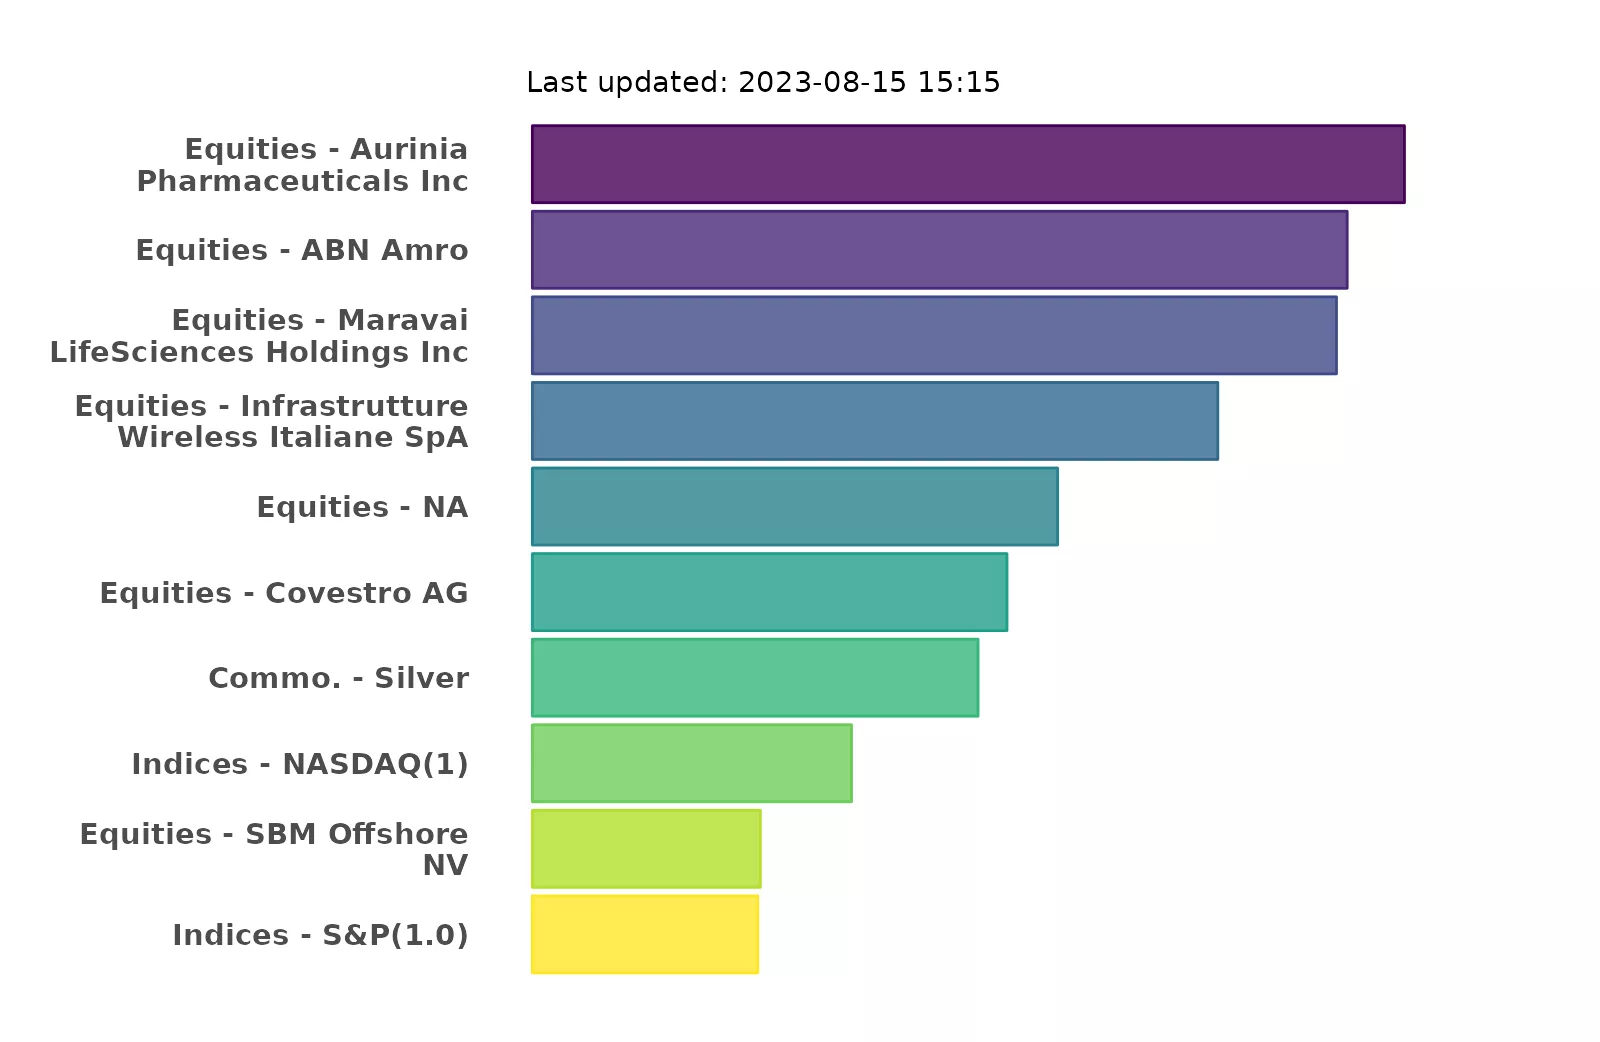 Last updated: 2023-08-15 15:15
Equities - Aurinia
Pharmaceuticals Inc
Equities - ABN Amro
Equities - Maravai
LifeSciences Holdings Inc
Equities - Infrastrutture
Wireless Italiane SpA
Equities - NA
Equities - Covestro AG
Commo. - Silver
Indices - NASDAQ(1)
Equities - SBM Offshore
NV
Indices - S&P(1.0)